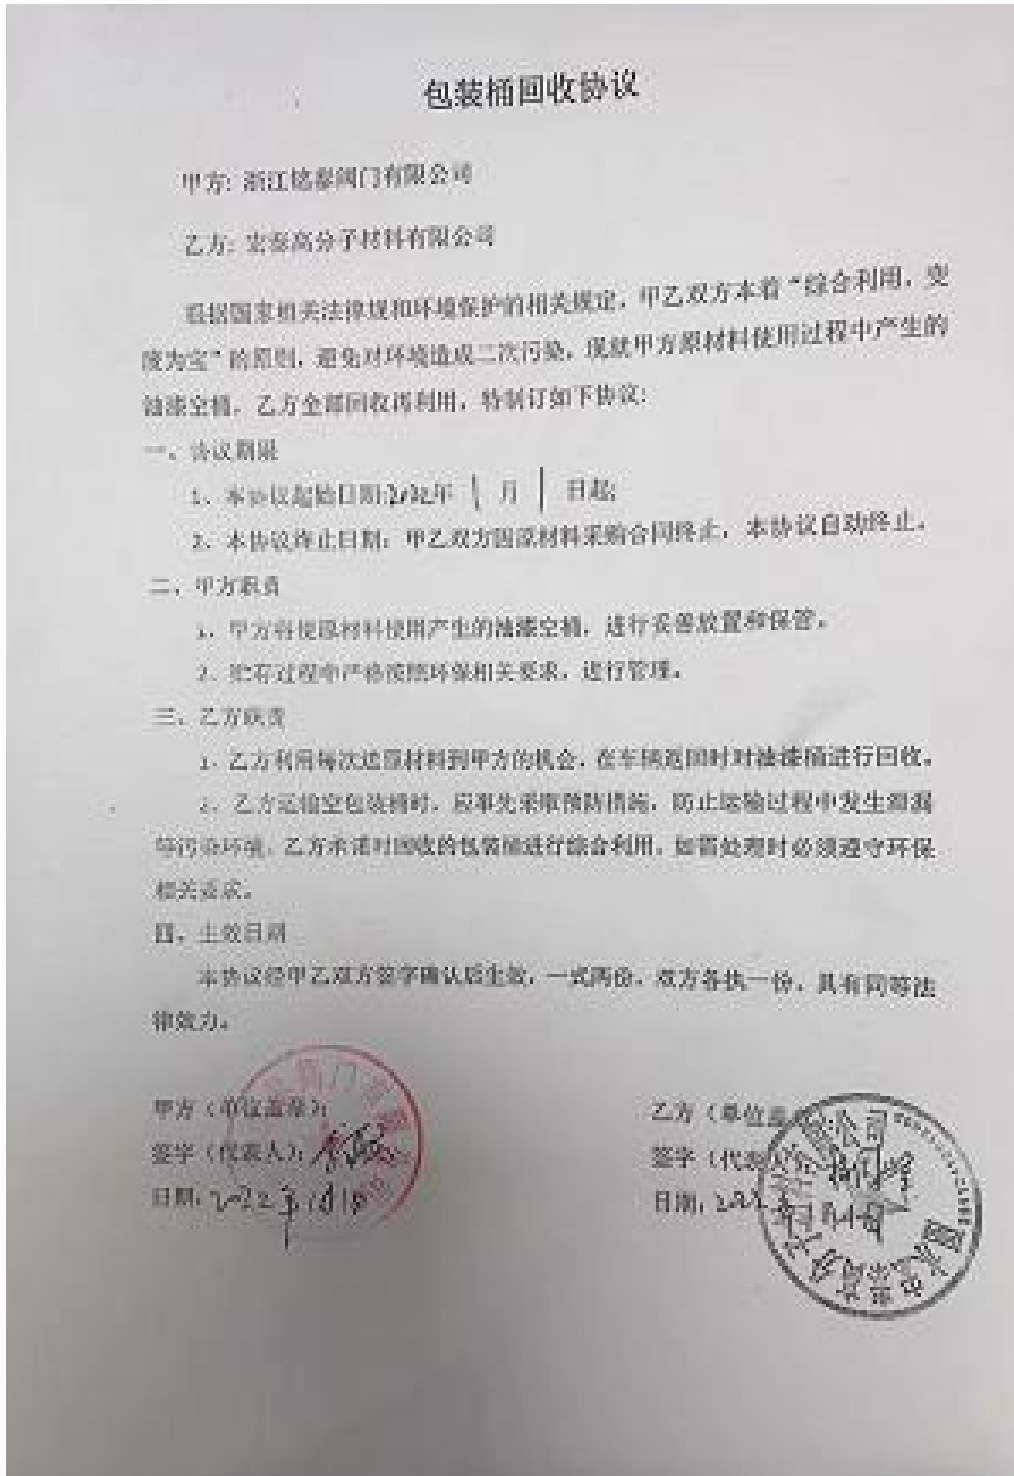 包装桶回收协议
甲方: 浙江铭泰阀门有限公司
乙方: 宏泰高分子材料有限公司
根据国家相关法律规和环境保护的相关规定，甲乙双方本着“综合利用，变
废为宝”的原则，避免对环境造成二次污染，现就甲方原材料使用过程中产生的
油漆空桶，乙方全部回收再利用，特制订如下协议:
一、协议期限
1、本协议起始日期:2022年 1 月 1 日起;
2、本协议终止日期：甲乙双方因原材料采购合同终止，本协议自动终止。
二、甲方职责
1、甲方将使原材料使用产生的油漆空桶，进行妥善放置和保管。
2、贮存过程中严格按照环保相关要求，进行管理。
三、乙方职责
1、乙方利用每次送原材料到甲方的机会，在车辆返回时对油漆桶进行回收。
2、乙方运输空包装桶时，应事先采取预防措施，防止运输过程中发生泄漏
等污染环境。乙方承诺对回收的包装桶进行综合利用，如需处理时必须遵守环保
相关要求。
四、生效日期
本协议经甲乙双方签字确认后生效，一式两份，双方各执一份，具有同等法
律效力。
甲方（单位盖章）:
乙方（单位盖
签字（代表人）:
签字（代表人）:
日期: 2022年1月1日
日期: 2022